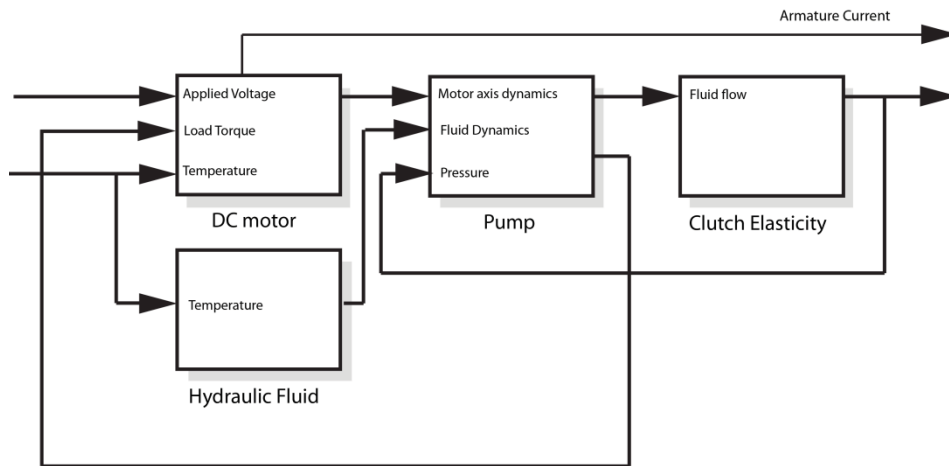 Armature Current
Applied Voltage
Load Torque
Temperature
DC motor
Motor axis dynamics
Fluid Dynamics
Pressure
Pump
Fluid flow
Clutch Elasticity
Temperature
Hydraulic Fluid